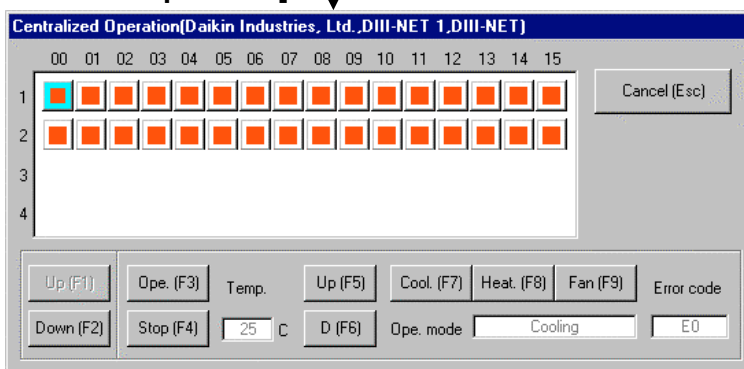 Centralized Operation(Daikin Industries, Ltd.,DIII-NET 1,DIII-NET)
00 01 02 03 04 05 06 07 08 09 10 11 12 13 14 15
1
Cancel (Esc)
2
3
4
Up (F1) Ope. (F3) Temp. Up (F5) Cool. (F7) Heat. (F8) Fan (F9) Error code
Down (F2) Stop (F4) 25 C D (F6) Ope. mode Cooling E0